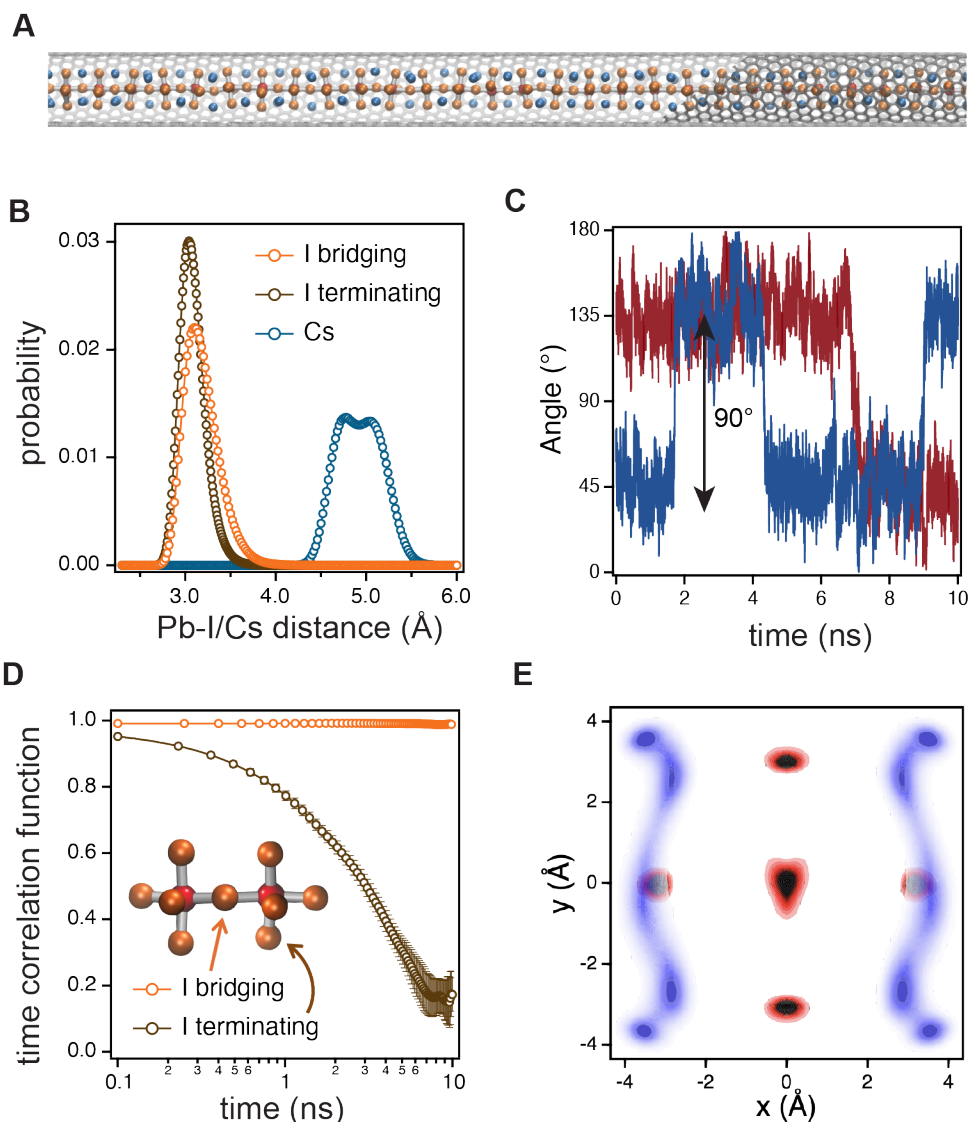 A
B
0.03
0.02
0.01
0.00
probability
I bridging
I terminating
Cs
3.0 4.0 5.0 6.0
Pb-I/Cs distance (Å)
C
180
135
90
45
0
Angle (°)
90°
0 2 4 6 8 10
time (ns)
D
1.0
0.8
0.6
0.4
0.2
0.0
time correlation function
I bridging
I terminating
0.1 2 4 5 6 1 2 3 4 5 6 10
time (ns)
E
4
2
0
-2
-4
y (Å)
-4 -2 0 2 4
x (Å)